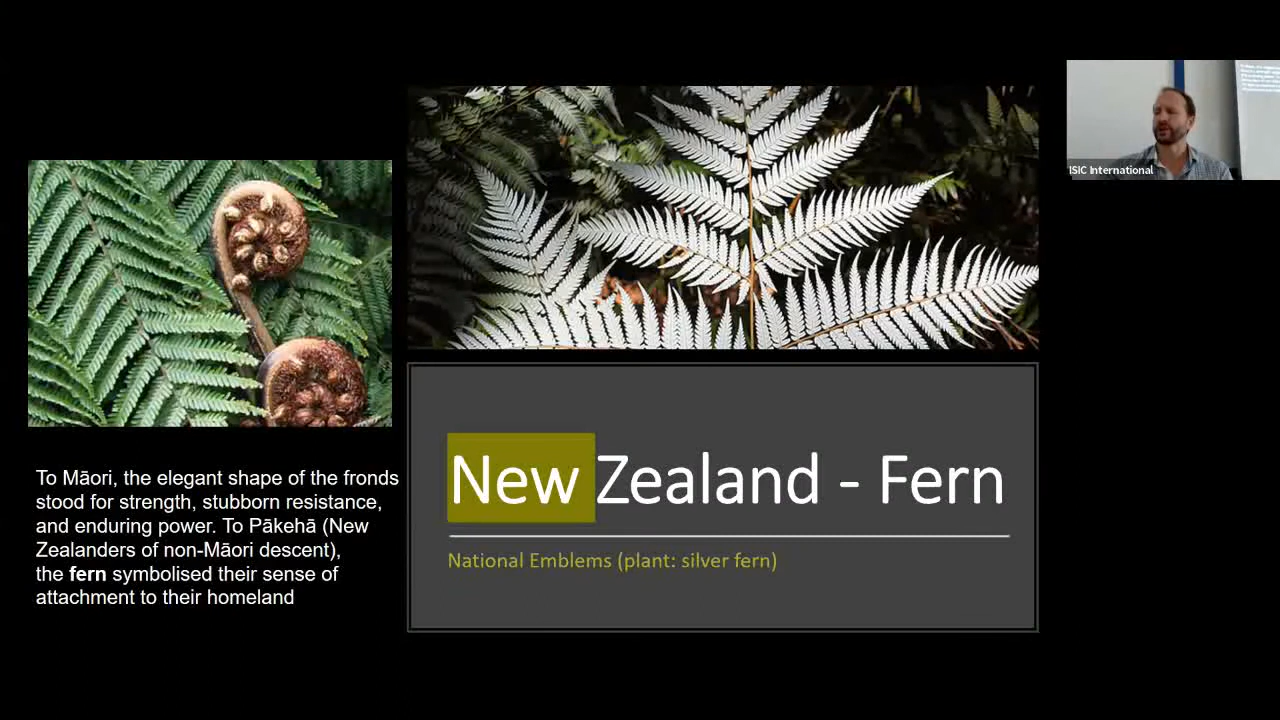 To Māori, the elegant shape of the fronds
stood for strength, stubborn resistance,
and enduring power. To Pākehā (New
Zealanders of non-Māori descent),
the fern symbolised their sense of
attachment to their homeland
New Zealand - Fern
National Emblems (plant: silver fern)
ISIC International